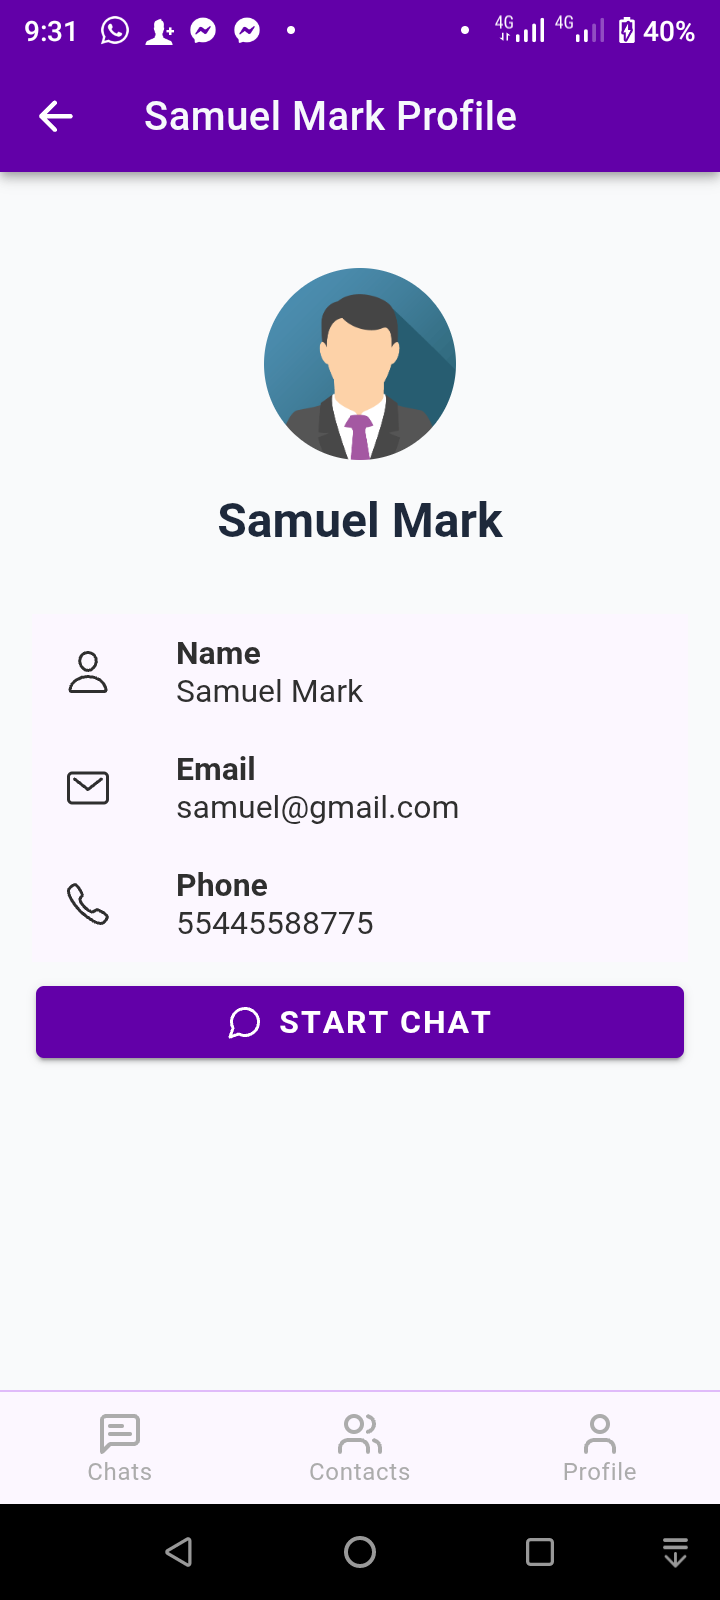 9:31 4G 4G 40%
Samuel Mark Profile
Samuel Mark
Name
Samuel Mark
Email
samuel@gmail.com
Phone
55445588775
START CHAT
Chats Contacts Profile